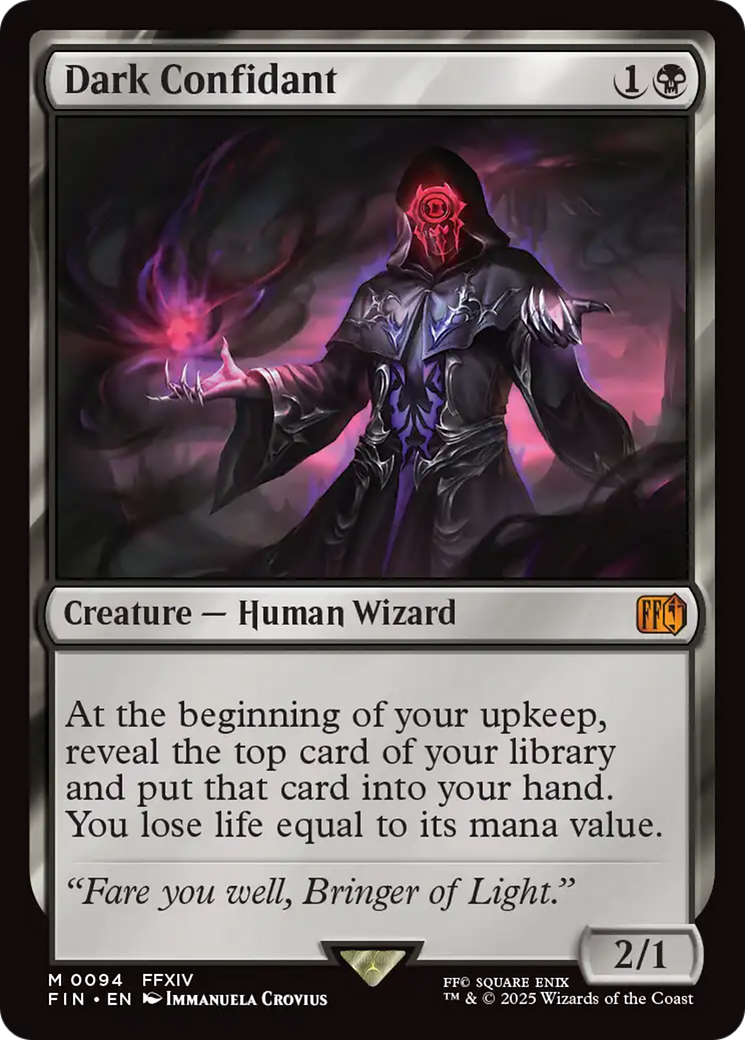 Dark Confidant 1
Creature — Human Wizard FF
At the beginning of your upkeep,
reveal the top card of your library
and put that card into your hand.
You lose life equal to its mana value.
“Fare you well, Bringer of Light.”
2/1
M 0094 FFXIV
FIN • EN Immanuela Crovius
FF© SQUARE ENIX
™ & © 2025 Wizards of the Coast